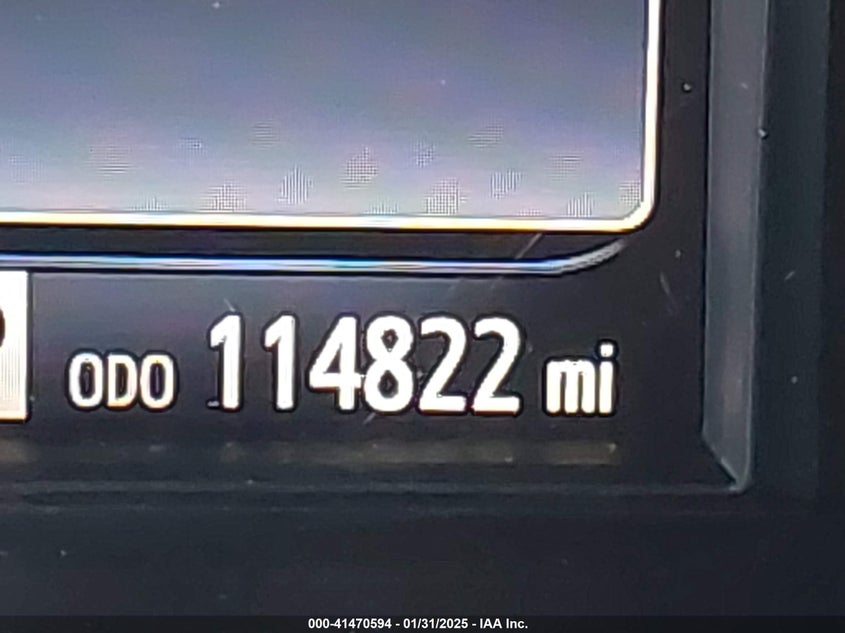 ODO 114822 mi
000-41470594 - 01/31/2025 - IAA Inc.